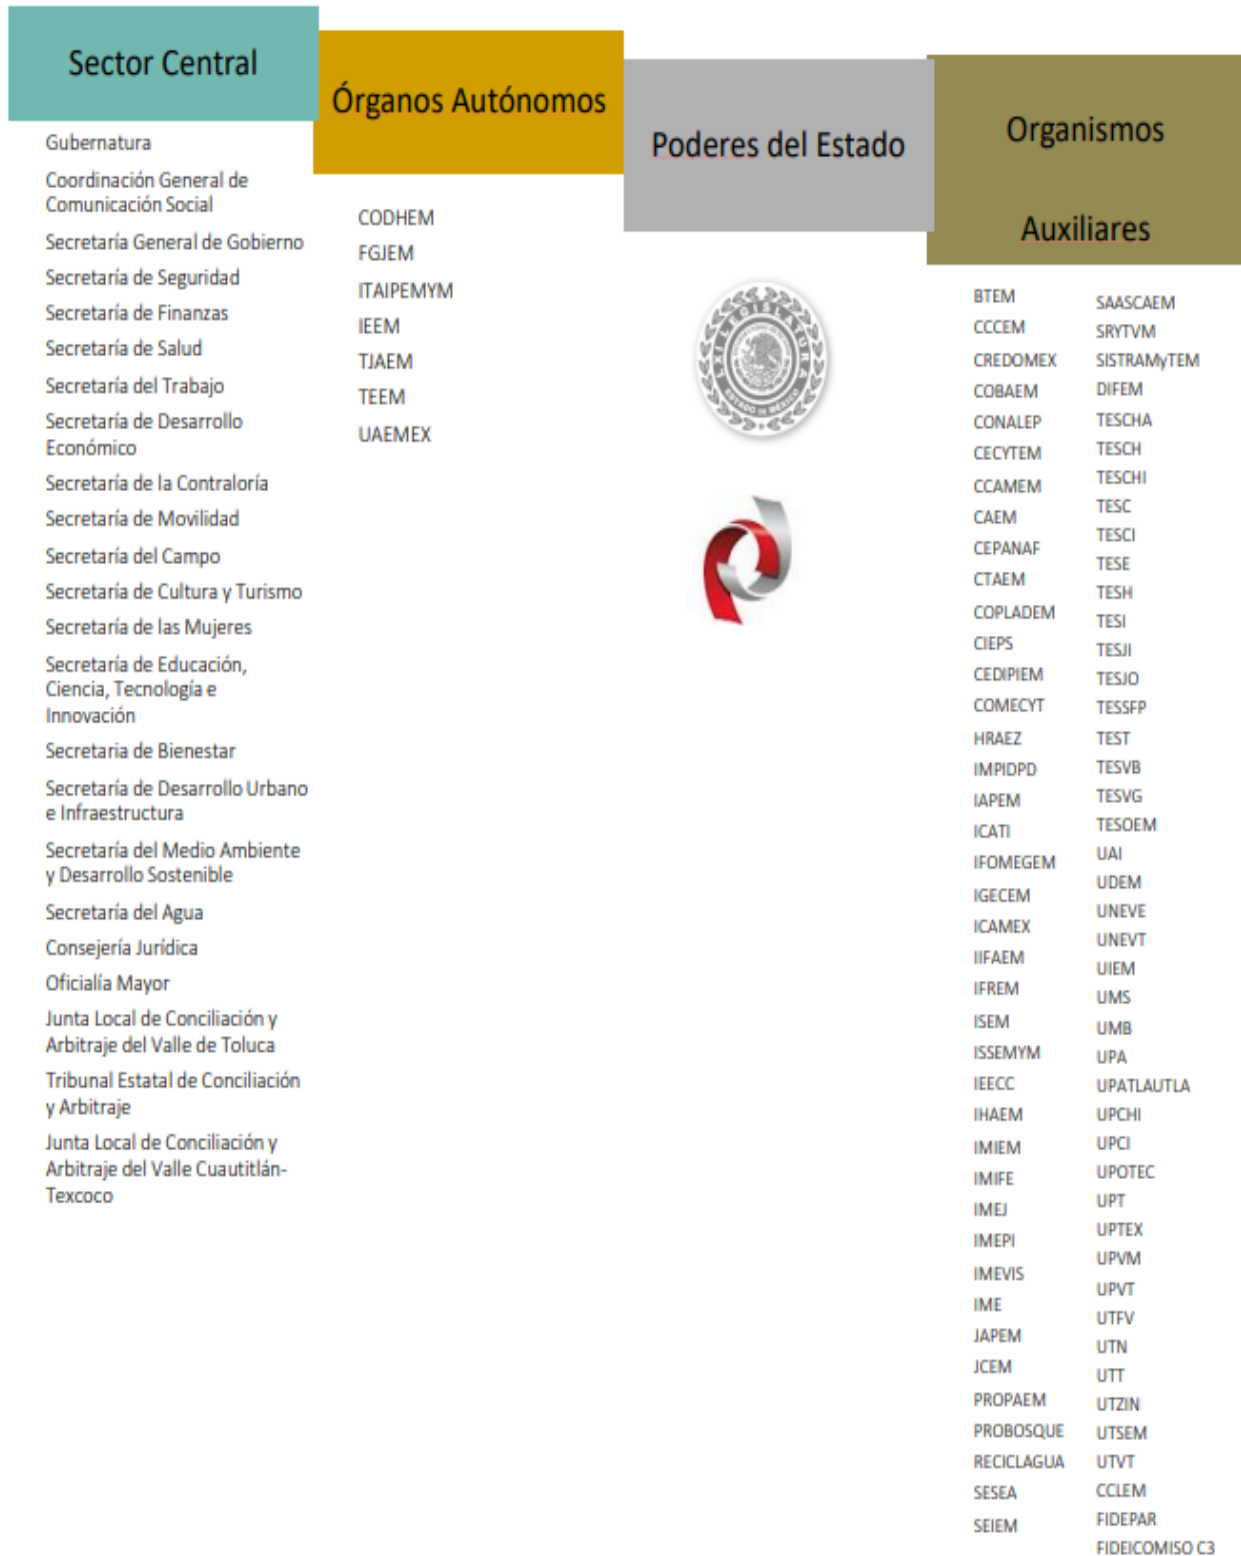 Sector Central
Gubernatura
Coordinación General de
Comunicación Social
Secretaría General de Gobierno
Secretaría de Seguridad
Secretaría de Finanzas
Secretaría de Salud
Secretaría del Trabajo
Secretaría de Desarrollo
Económico
Secretaría de la Contraloría
Secretaría de Movilidad
Secretaría del Campo
Secretaría de Cultura y Turismo
Secretaría de las Mujeres
Secretaría de Educación,
Ciencia, Tecnología e
Innovación
Secretaria de Bienestar
Secretaría de Desarrollo Urbano
e Infraestructura
Secretaría del Medio Ambiente
y Desarrollo Sostenible
Secretaría del Agua
Consejería Jurídica
Oficialía Mayor
Junta Local de Conciliación y
Arbitraje del Valle de Toluca
Tribunal Estatal de Conciliación
y Arbitraje
Junta Local de Conciliación y
Arbitraje del Valle Cuautitlán-
Texcoco
Órganos Autónomos
CODHEM
FGJEM
ITAIPEMYM
IEEM
TJAEM
TEEM
UAEMEX
Poderes del Estado
LXI LEGISLATURA
ESTADO DE MÉXICO
Organismos
Auxiliares
BTEM
CCCEM
CREDOMEX
COBAEM
CONALEP
CECYTEM
CCAMEM
CAEM
CEPANAF
CTAEM
COPLADEM
CIEPS
CEDIPIEM
COMECYT
HRAEZ
IMPIDPD
IAPEM
ICATI
IFOMEGEM
IGECEM
ICAMEX
IIFAEM
IFREM
ISEM
ISSEMYM
IEECC
IHAEM
IMIEM
IMIFE
IMEJ
IMEPI
IMEVIS
IME
JAPEM
JCEM
PROPAEM
PROBOSQUE
RECICLAGUA
SESEA
SEIEM
SAASCAEM
SRYTVM
SISTRAMyTEM
DIFEM
TESCHA
TESCH
TESCHI
TESC
TESCI
TESE
TESH
TESI
TESJI
TESJO
TESSFP
TEST
TESVB
TESVG
TESOEM
UAI
UDEM
UNEVE
UNEVT
UIEM
UMS
UMB
UPA
UPATLAUTLA
UPCHI
UPCI
UPOTEC
UPT
UPTEX
UPVM
UPVT
UTFV
UTN
UTT
UTZIN
UTSEM
UTVT
CCLEM
FIDEPAR
FIDEICOMISO C3